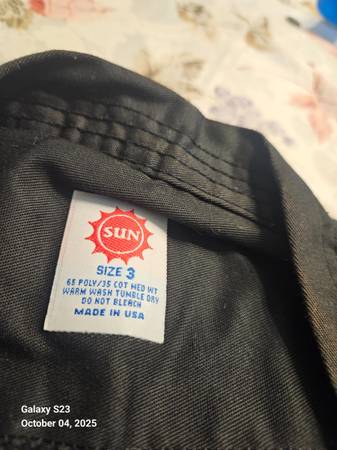 SUN
SIZE 3
65 POLY/35 COT MED WT
WARM WASH TUMBLE DRY
DO NOT BLEACH
MADE IN USA
Galaxy S23
October 04, 2025